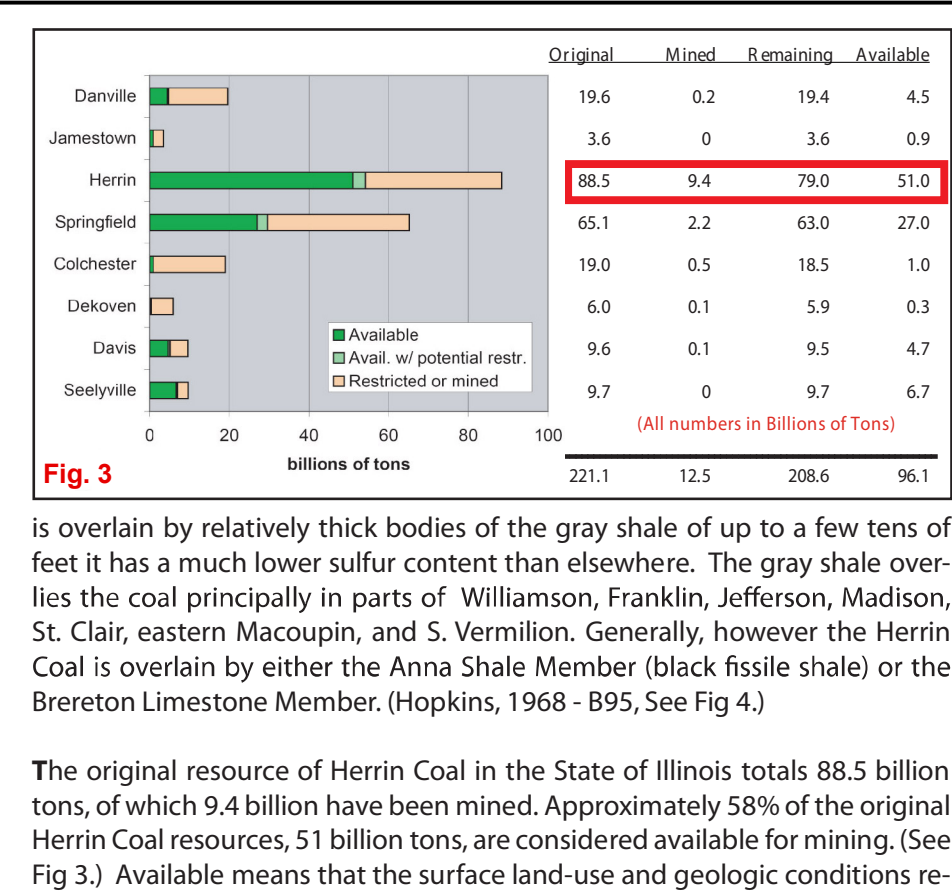 Original Mined Remaining Available
Danville 19.6 0.2 19.4 4.5
Jamestown 3.6 0 3.6 0.9
Herrin 88.5 9.4 79.0 51.0
Springfield 65.1 2.2 63.0 27.0
Colchester 19.0 0.5 18.5 1.0
Dekoven 6.0 0.1 5.9 0.3
Davis 9.6 0.1 9.5 4.7
Seelyville 9.7 0 9.7 6.7
Available
Avail. w/ potential restr.
Restricted or mined
(All numbers in Billions of Tons)
0 20 40 60 80 100
billions of tons
Fig. 3
221.1 12.5 208.6 96.1
is overlain by relatively thick bodies of the gray shale of up to a few tens of
feet it has a much lower sulfur content than elsewhere. The gray shale over-
lies the coal principally in parts of Williamson, Franklin, Jefferson, Madison,
St. Clair, eastern Macoupin, and S. Vermilion. Generally, however the Herrin
Coal is overlain by either the Anna Shale Member (black fissile shale) or the
Brereton Limestone Member. (Hopkins, 1968 - B95, See Fig 4.)
The original resource of Herrin Coal in the State of Illinois totals 88.5 billion
tons, of which 9.4 billion have been mined. Approximately 58% of the original
Herrin Coal resources, 51 billion tons, are considered available for mining. (See
Fig 3.) Available means that the surface land-use and geologic conditions re-